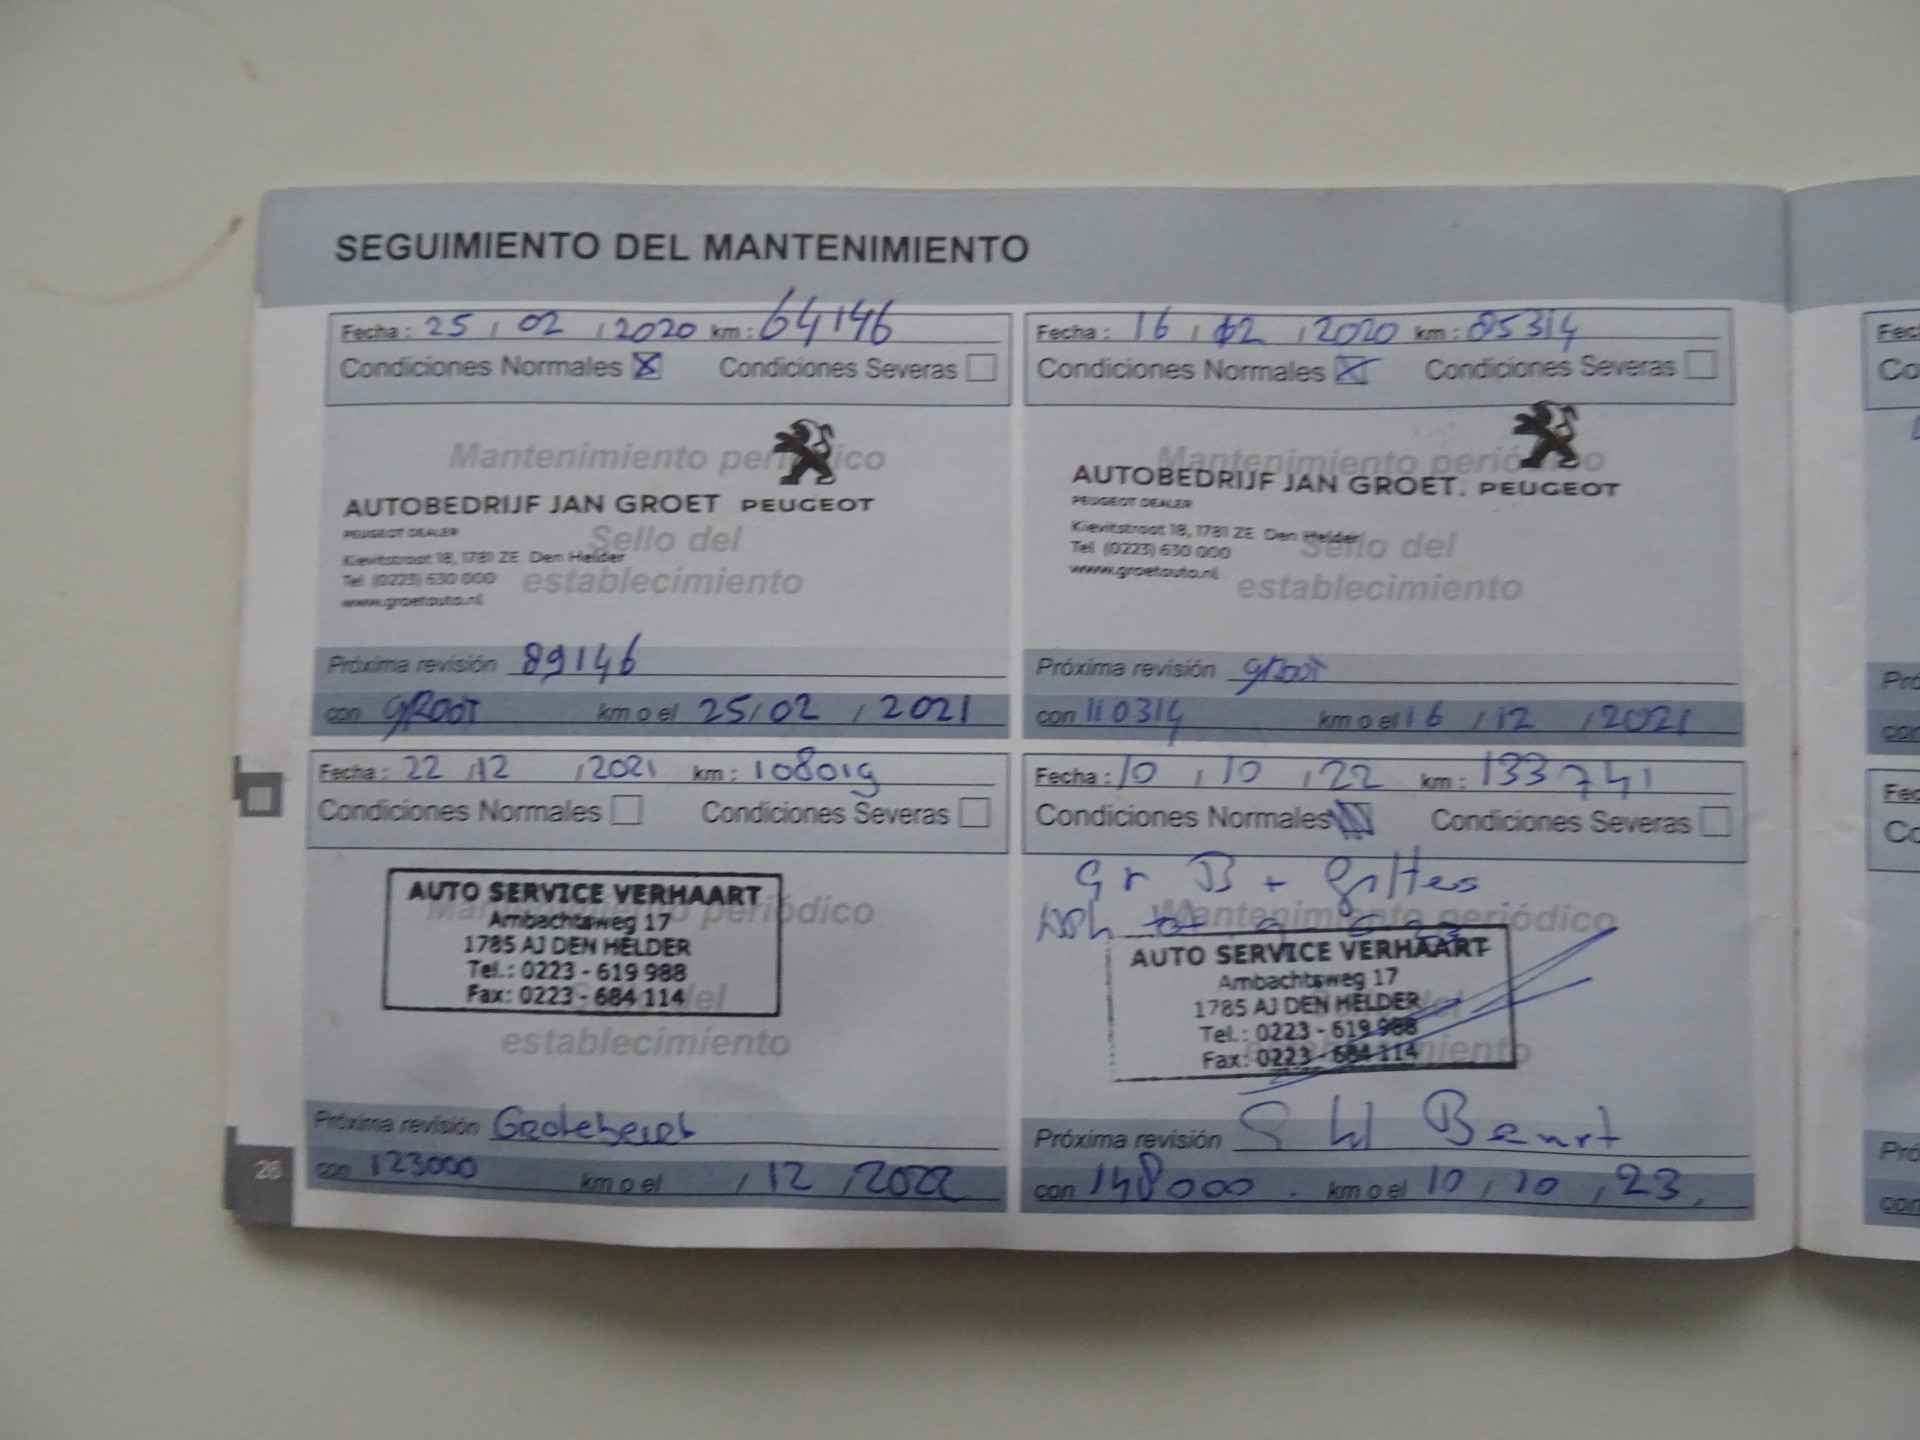 SEGUIMIENTO DEL MANTENIMIENTO
Fecha : 25 / 02 / 2020 km : 64146
Condiciones Normales Condiciones Severas
Mantenimiento periódico
AUTOBEDRIJF JAN GROET PEUGEOT
PEUGEOT DEALER
Sello del
Kievitstraat 18, 1781 ZE Den Helder
Tel (0223) 630 000
establecimiento
www.groetauto.nl
Próxima revisión 89146
con GROOT km o el 25 / 02 / 2021
Fecha : 16 / 12 / 2020 km : 85314
Condiciones Normales Condiciones Severas
Mantenimiento periódico
AUTOBEDRIJF JAN GROET. PEUGEOT
PEUGEOT DEALER
Kievitstraat 18, 1781 ZE Den Helder
Sello del
Tel (0223) 630 000
www.groetauto.nl
establecimiento
Próxima revisión groot
con 110314 km o el 16 / 12 / 2021
Fecha : 22 / 12 / 2021 km : 108019
Condiciones Normales Condiciones Severas
Mantenimiento periódico
AUTO SERVICE VERHAART
Ambachtsweg 17
1785 AJ DEN HELDER
Tel.: 0223 - 619 988
Fax: 0223 - 684 114
Sello del
establecimiento
Próxima revisión
con 123000 km o el / 12 / 2022
Fecha : 10 / 10 / 22 km : 133741
Condiciones Normales Condiciones Severas
Gr B +
Mantenimiento periódico
AUTO SERVICE VERHAART
Ambachtsweg 17
1785 AJ DEN HELDER
Tel.: 0223 - 619 988
Fax: 0223 - 684 114
Próxima revisión
con 148000 . km o el 10 / 10 / 23
26